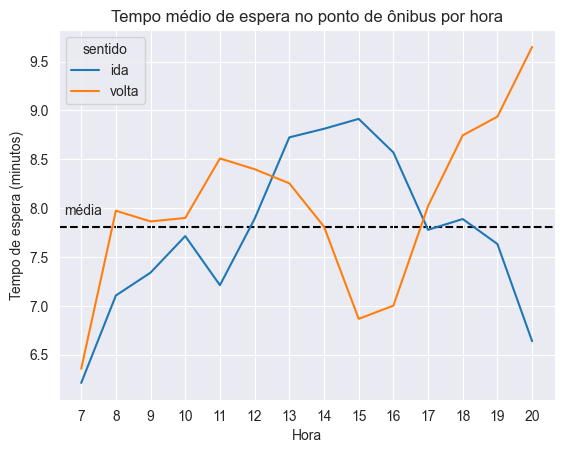 Tempo médio de espera no ponto de ônibus por hora
sentido
ida
volta
média
Tempo de espera (minutos)
9.5
9.0
8.5
8.0
7.5
7.0
6.5
7 8 9 10 11 12 13 14 15 16 17 18 19 20
Hora